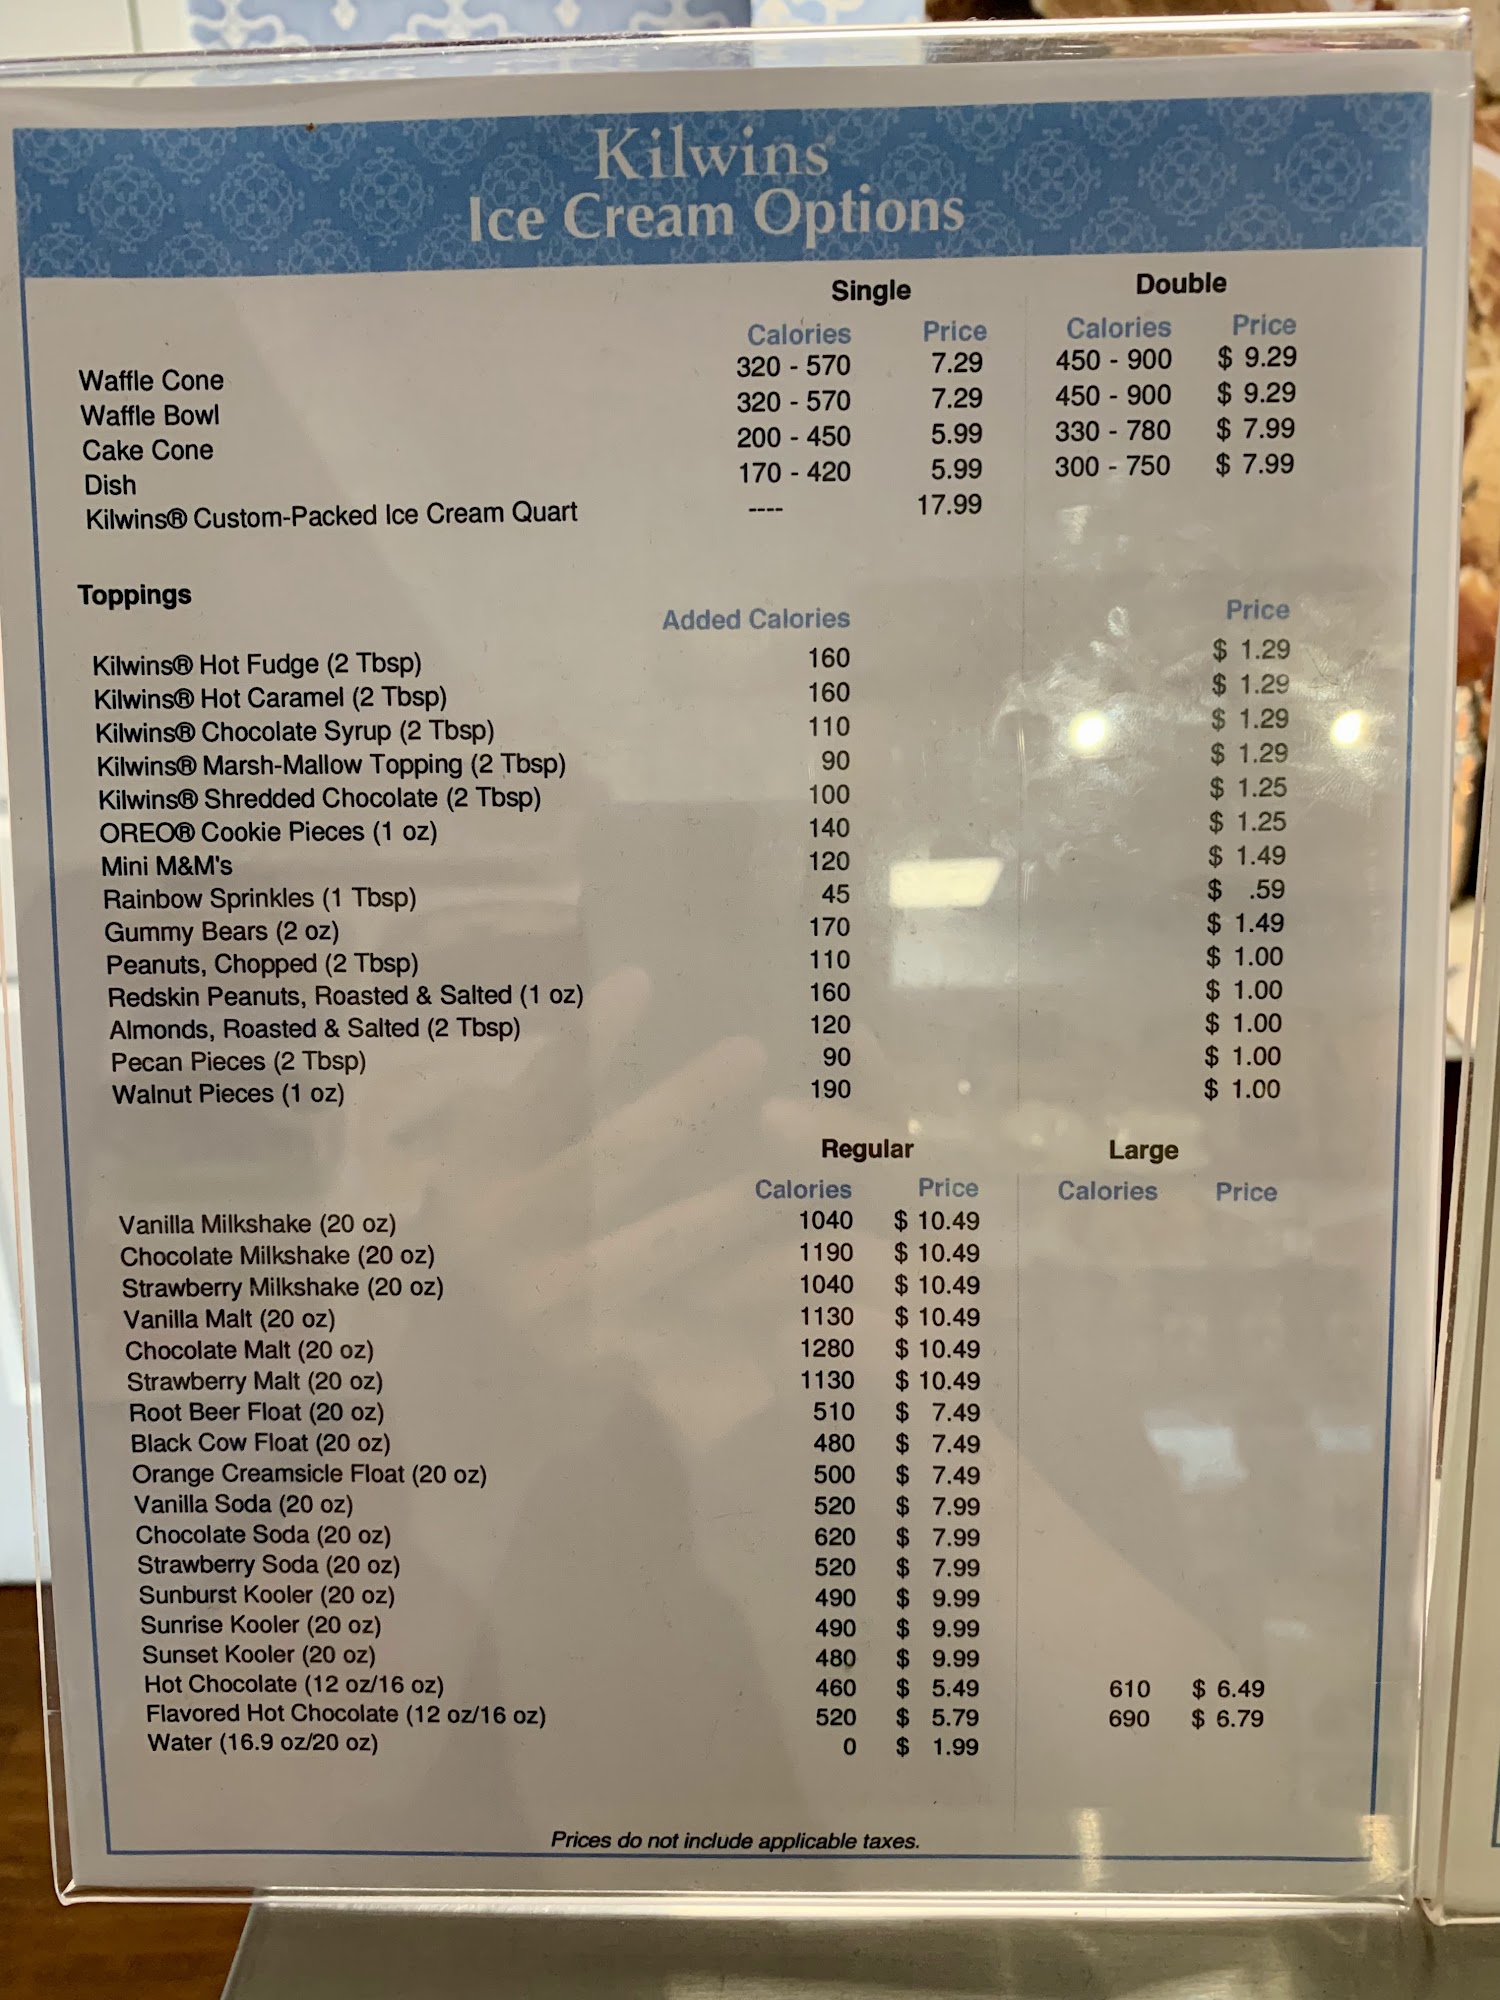 Kilwins®
Ice Cream Options
Single Double
Calories Price Calories Price
Waffle Cone 320 - 570 7.29 450 - 900 $ 9.29
Waffle Bowl 320 - 570 7.29 450 - 900 $ 9.29
Cake Cone 200 - 450 5.99 330 - 780 $ 7.99
Dish 170 - 420 5.99 300 - 750 $ 7.99
Kilwins® Custom-Packed Ice Cream Quart ---- 17.99
Toppings
Added Calories Price
Kilwins® Hot Fudge (2 Tbsp) 160 $ 1.29
Kilwins® Hot Caramel (2 Tbsp) 160 $ 1.29
Kilwins® Chocolate Syrup (2 Tbsp) 110 $ 1.29
Kilwins® Marsh-Mallow Topping (2 Tbsp) 90 $ 1.29
Kilwins® Shredded Chocolate (2 Tbsp) 100 $ 1.25
OREO® Cookie Pieces (1 oz) 140 $ 1.25
Mini M&M's 120 $ 1.49
Rainbow Sprinkles (1 Tbsp) 45 $ .59
Gummy Bears (2 oz) 170 $ 1.49
Peanuts, Chopped (2 Tbsp) 110 $ 1.00
Redskin Peanuts, Roasted & Salted (1 oz) 160 $ 1.00
Almonds, Roasted & Salted (2 Tbsp) 120 $ 1.00
Pecan Pieces (2 Tbsp) 90 $ 1.00
Walnut Pieces (1 oz) 190 $ 1.00
Regular Large
Calories Price Calories Price
Vanilla Milkshake (20 oz) 1040 $ 10.49
Chocolate Milkshake (20 oz) 1190 $ 10.49
Strawberry Milkshake (20 oz) 1040 $ 10.49
Vanilla Malt (20 oz) 1130 $ 10.49
Chocolate Malt (20 oz) 1280 $ 10.49
Strawberry Malt (20 oz) 1130 $ 10.49
Root Beer Float (20 oz) 510 $ 7.49
Black Cow Float (20 oz) 480 $ 7.49
Orange Creamsicle Float (20 oz) 500 $ 7.49
Vanilla Soda (20 oz) 520 $ 7.99
Chocolate Soda (20 oz) 620 $ 7.99
Strawberry Soda (20 oz) 520 $ 7.99
Sunburst Kooler (20 oz) 490 $ 9.99
Sunrise Kooler (20 oz) 490 $ 9.99
Sunset Kooler (20 oz) 480 $ 9.99
Hot Chocolate (12 oz/16 oz) 460 $ 5.49 610 $ 6.49
Flavored Hot Chocolate (12 oz/16 oz) 520 $ 5.79 690 $ 6.79
Water (16.9 oz/20 oz) 0 $ 1.99
Prices do not include applicable taxes.